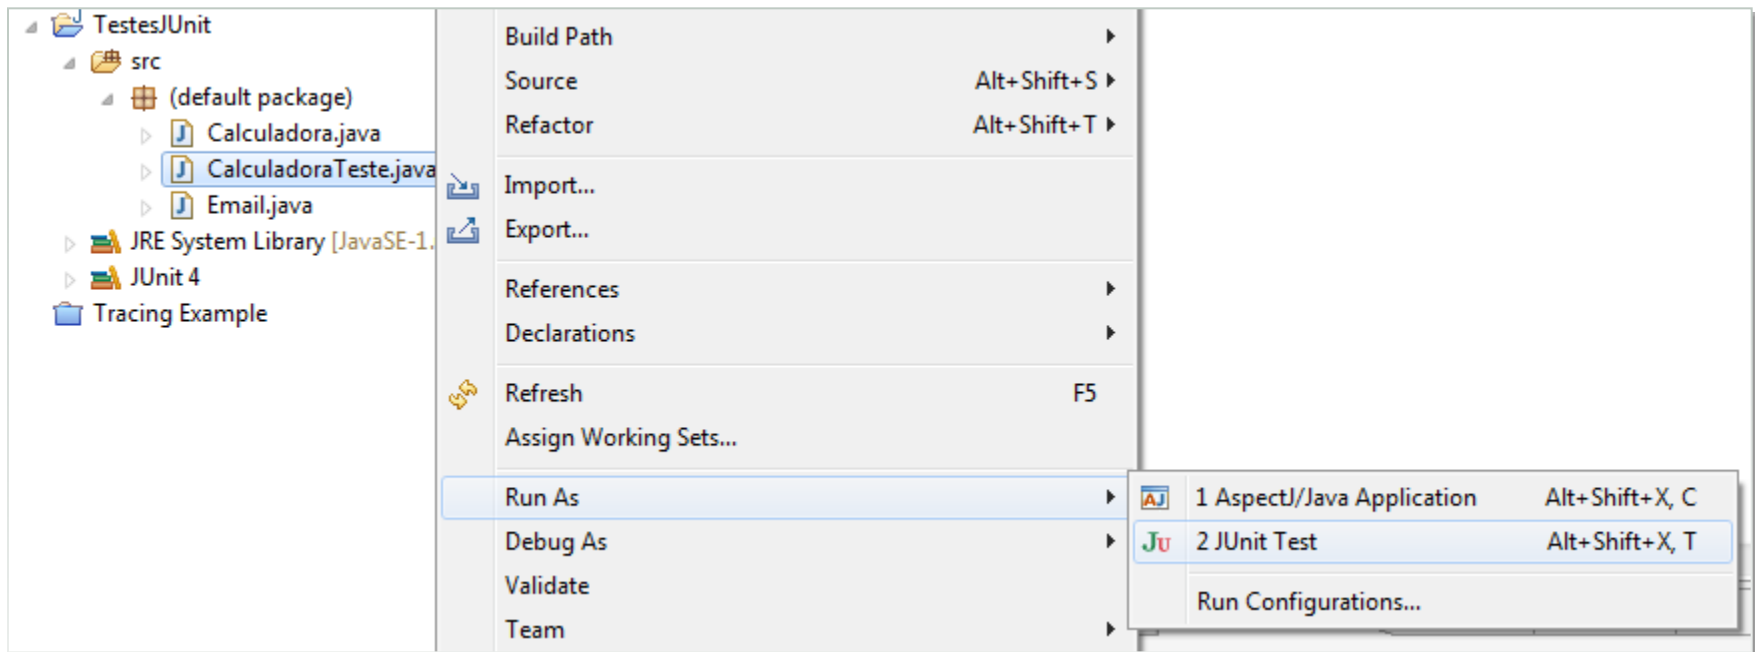 TestesJUnit
src
(default package)
Calculadora.java
CalculadoraTeste.java
Email.java
JRE System Library [JavaSE-1.
JUnit 4
Tracing Example
Build Path
Source Alt+Shift+S
Refactor Alt+Shift+T
Import...
Export...
References
Declarations
Refresh F5
Assign Working Sets...
Run As
Debug As
Validate
Team
AJ 1 AspectJ/Java Application Alt+Shift+X, C
JU 2 JUnit Test Alt+Shift+X, T
Run Configurations...